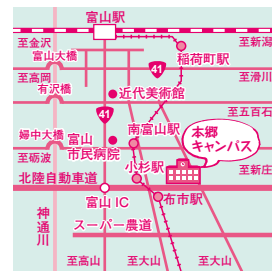 富山駅
至金沢
至新潟
富山大橋
稲荷町駅
41
至高岡
至滑川
有沢橋
近代美術館
41
至五百石
婦中大橋
富山
市民病院
南富山駅
本郷
キャンパス
至砺波
小杉駅
至新庄
北陸自動車道
富山 IC
布市駅
神通川
スーパー農道
至高山
至大山
至大山